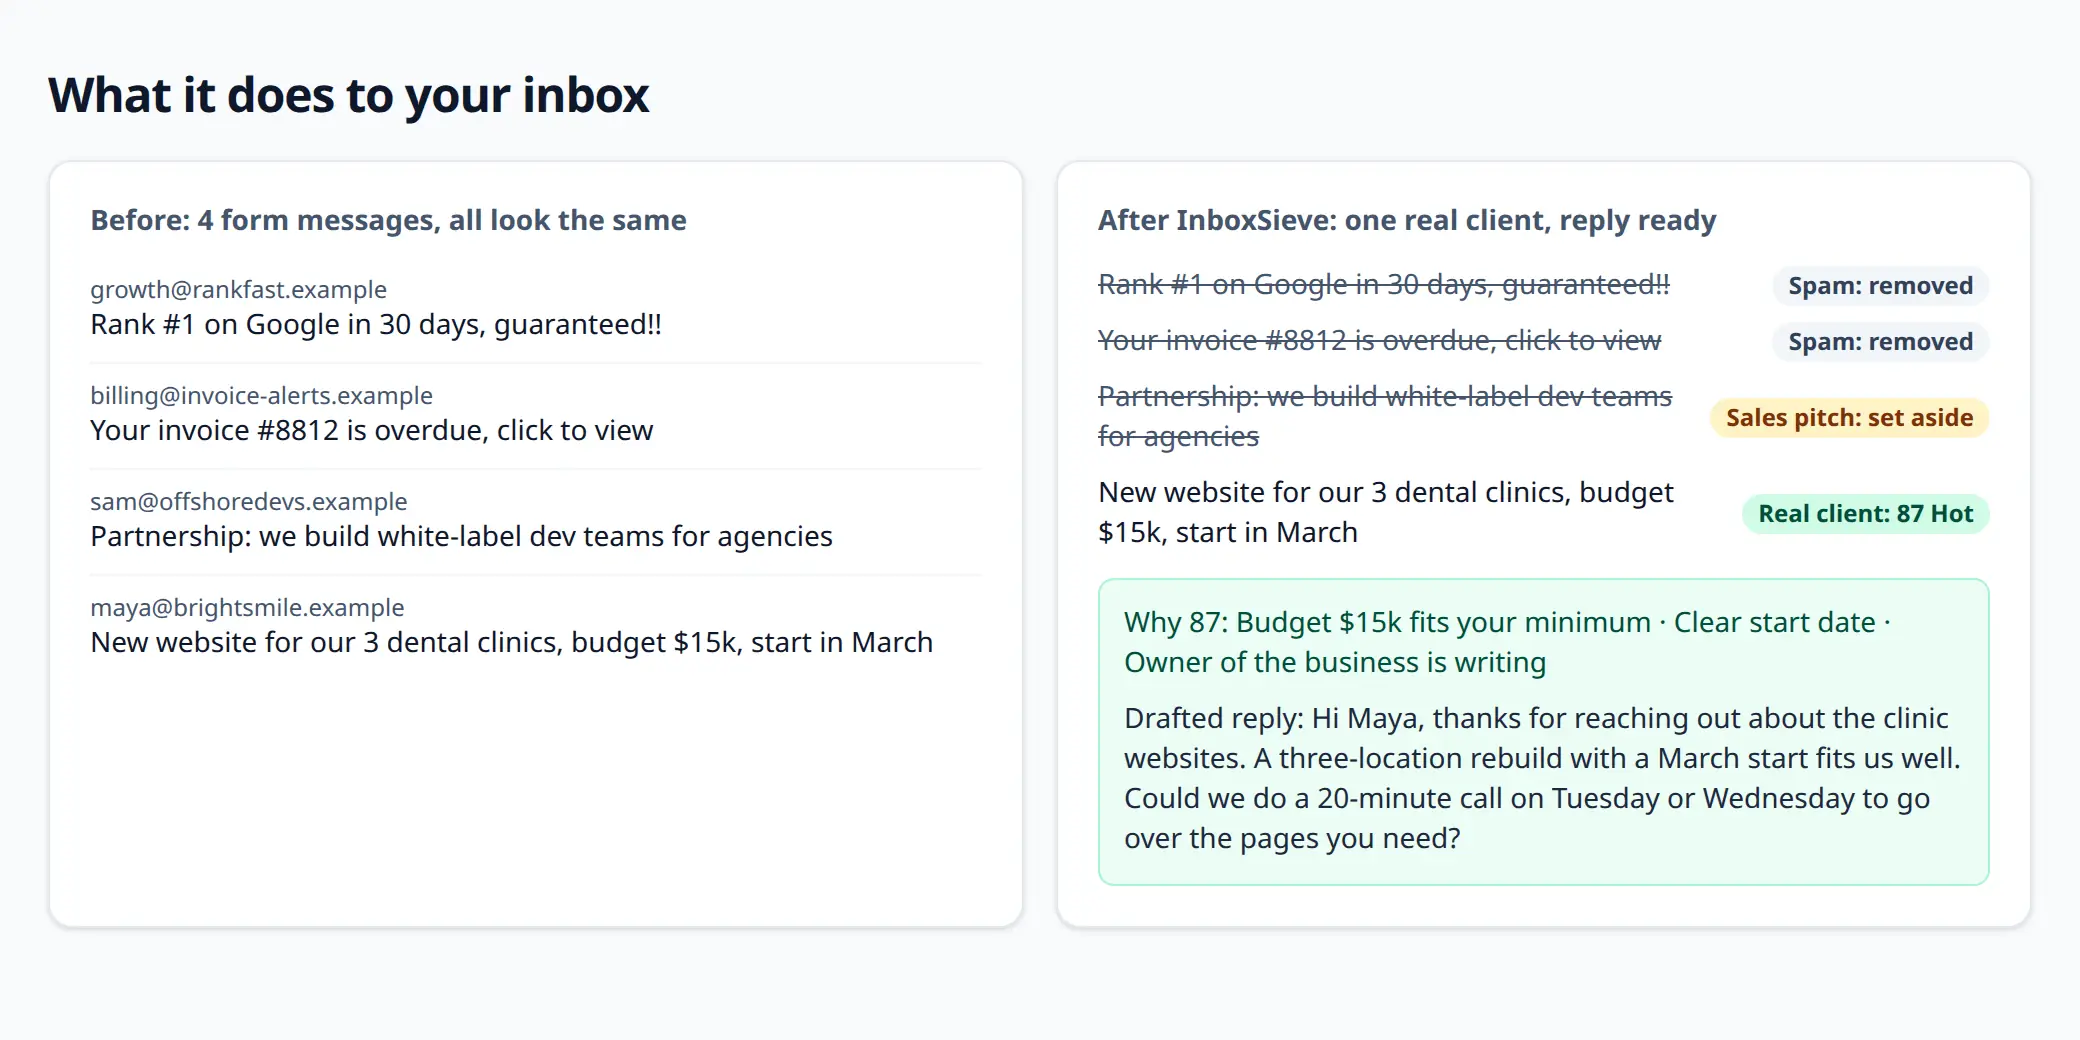 What it does to your inbox
Before: 4 form messages, all look the same
growth@rankfast.example
Rank #1 on Google in 30 days, guaranteed!!
billing@invoice-alerts.example
Your invoice #8812 is overdue, click to view
sam@offshoredevs.example
Partnership: we build white-label dev teams for agencies
maya@brightsmile.example
New website for our 3 dental clinics, budget $15k, start in March
After InboxSieve: one real client, reply ready
Rank #1 on Google in 30 days, guaranteed!!
Spam: removed
Your invoice #8812 is overdue, click to view
Spam: removed
Partnership: we build white-label dev teams
for agencies
Sales pitch: set aside
New website for our 3 dental clinics, budget
$15k, start in March
Real client: 87 Hot
Why 87: Budget $15k fits your minimum · Clear start date ·
Owner of the business is writing
Drafted reply: Hi Maya, thanks for reaching out about the clinic
websites. A three-location rebuild with a March start fits us well.
Could we do a 20-minute call on Tuesday or Wednesday to go
over the pages you need?